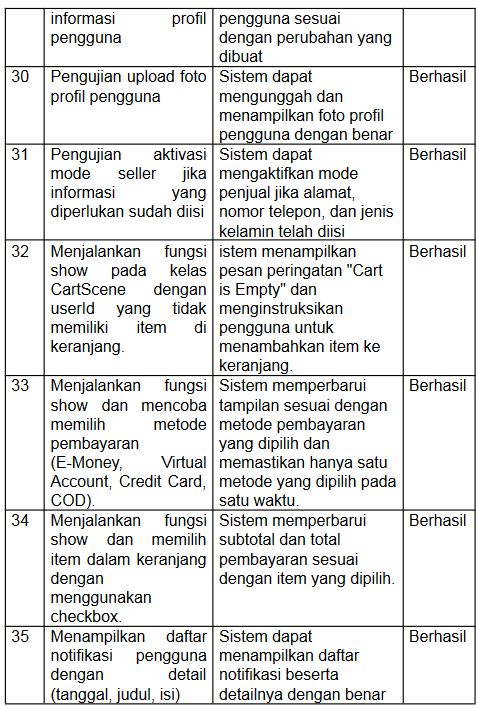 informasi profil
pengguna
pengguna sesuai
dengan perubahan yang
dibuat
30
Pengujian upload foto
profil pengguna
Sistem dapat
mengunggah dan
menampilkan foto profil
pengguna dengan benar
Berhasil
31
Pengujian aktivasi
mode seller jika
informasi yang
diperlukan sudah diisi
Sistem dapat
mengaktifkan mode
penjual jika alamat,
nomor telepon, dan jenis
kelamin telah diisi
Berhasil
32
Menjalankan fungsi
show pada kelas
CartScene dengan
userId yang tidak
memiliki item di
keranjang.
istem menampilkan
pesan peringatan "Cart
is Empty" dan
menginstruksikan
pengguna untuk
menambahkan item ke
keranjang.
Berhasil
33
Menjalankan fungsi
show dan mencoba
memilih metode
pembayaran
(E-Money, Virtual
Account, Credit Card,
COD).
Sistem memperbarui
tampilan sesuai dengan
metode pembayaran
yang dipilih dan
memastikan hanya satu
metode yang dipilih pada
satu waktu.
Berhasil
34
Menjalankan fungsi
show dan memilih
item dalam keranjang
dengan
menggunakan
checkbox.
Sistem memperbarui
subtotal dan total
pembayaran sesuai
dengan item yang dipilih.
Berhasil
35
Menampilkan daftar
notifikasi pengguna
dengan detail
(tanggal, judul, isi)
Sistem dapat
menampilkan daftar
notifikasi beserta
detailnya dengan benar
Berhasil